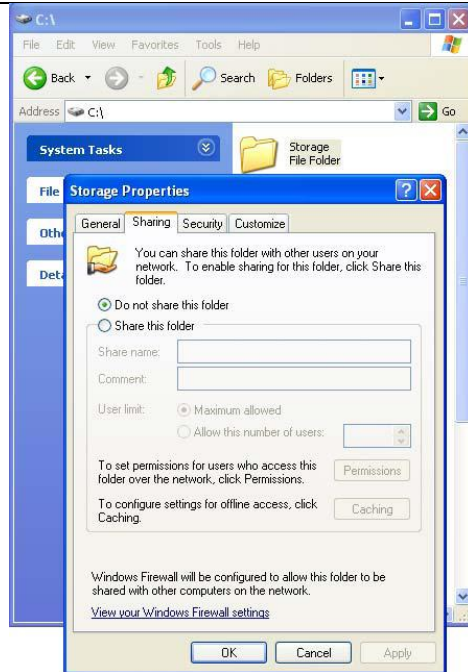 C:\
File Edit View Favorites Tools Help
Back Search Folders
Address C:\ Go
System Tasks
Storage
File Folder
File
Storage Properties
Othe
Deta
General Sharing Security Customize
You can share this folder with other users on your
network. To enable sharing for this folder, click Share this
folder.
Do not share this folder
Share this folder
Share name:
Comment:
User limit: Maximum allowed
Allow this number of users:
To set permissions for users who access this
folder over the network, click Permissions.
Permissions
To configure settings for offline access, click
Caching.
Caching
Windows Firewall will be configured to allow this folder to be
shared with other computers on the network.
View your Windows Firewall settings
OK Cancel Apply